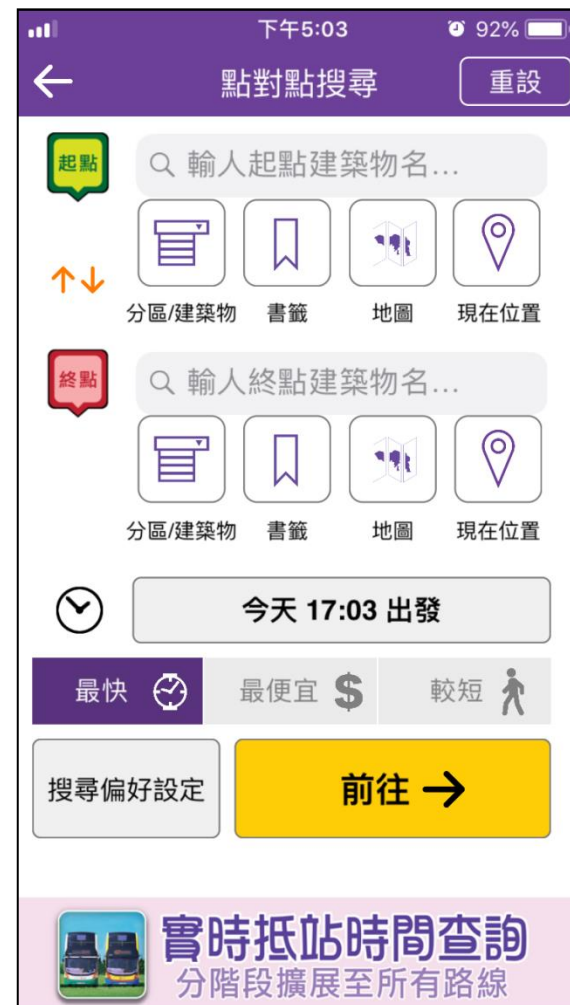 下午5:03 92%
點對點搜尋 重設
起點 輸人起點建築物名...
分區/建築物 書籤 地圖 現在位置
終點 輸人終點建築物名...
分區/建築物 書籤 地圖 現在位置
今天 17:03 出發
最快 最便宜 $ 較短
搜尋偏好設定 前往 →
實時抵站時間查詢
分階段擴展至所有路線